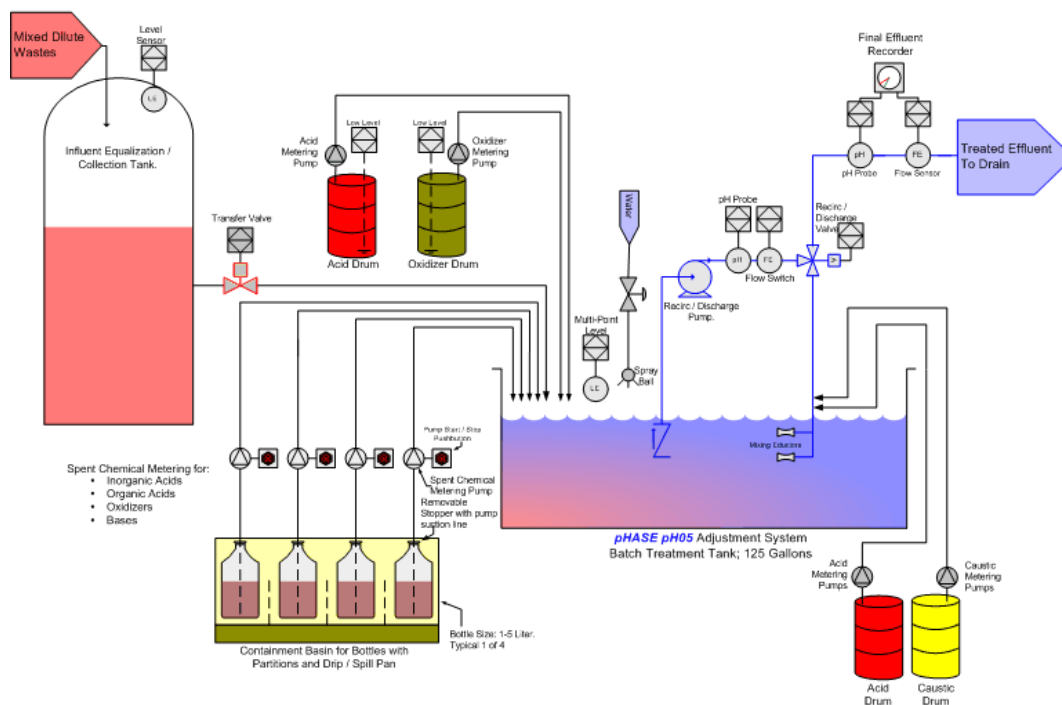 Mixed Dilute
Wastes
Level
Sensor
LE
Influent Equalization /
Collection Tank.
Transfer Valve
Acid
Metering
Pump
Low Level
Low Level
Oxidizer
Metering
Pump
Acid Drum
Oxidizer Drum
Water
Multi-Point
Level
LE
Spray
Ball
pH Probe
pH
FE
Flow Switch
Recirc / Discharge
Pump.
Recirc /
Discharge
Valve
Final Effluent
Recorder
pH
FE
pH Probe
Flow Sensor
Treated Effluent
To Drain
Mixing Eductors
Pump Start / Stop
Pushbutton
Spent Chemical
Metering Pump
Removable
Stopper with pump
suction line
Spent Chemical Metering for:
• Inorganic Acids
• Organic Acids
• Oxidizers
• Bases
pHASE pH05 Adjustment System
Batch Treatment Tank; 125 Gallons
Bottle Size: 1-5 Liter.
Typical 1 of 4
Containment Basin for Bottles with
Partitions and Drip / Spill Pan
Acid
Metering
Pumps
Caustic
Metering
Pumps
Acid
Drum
Caustic
Drum